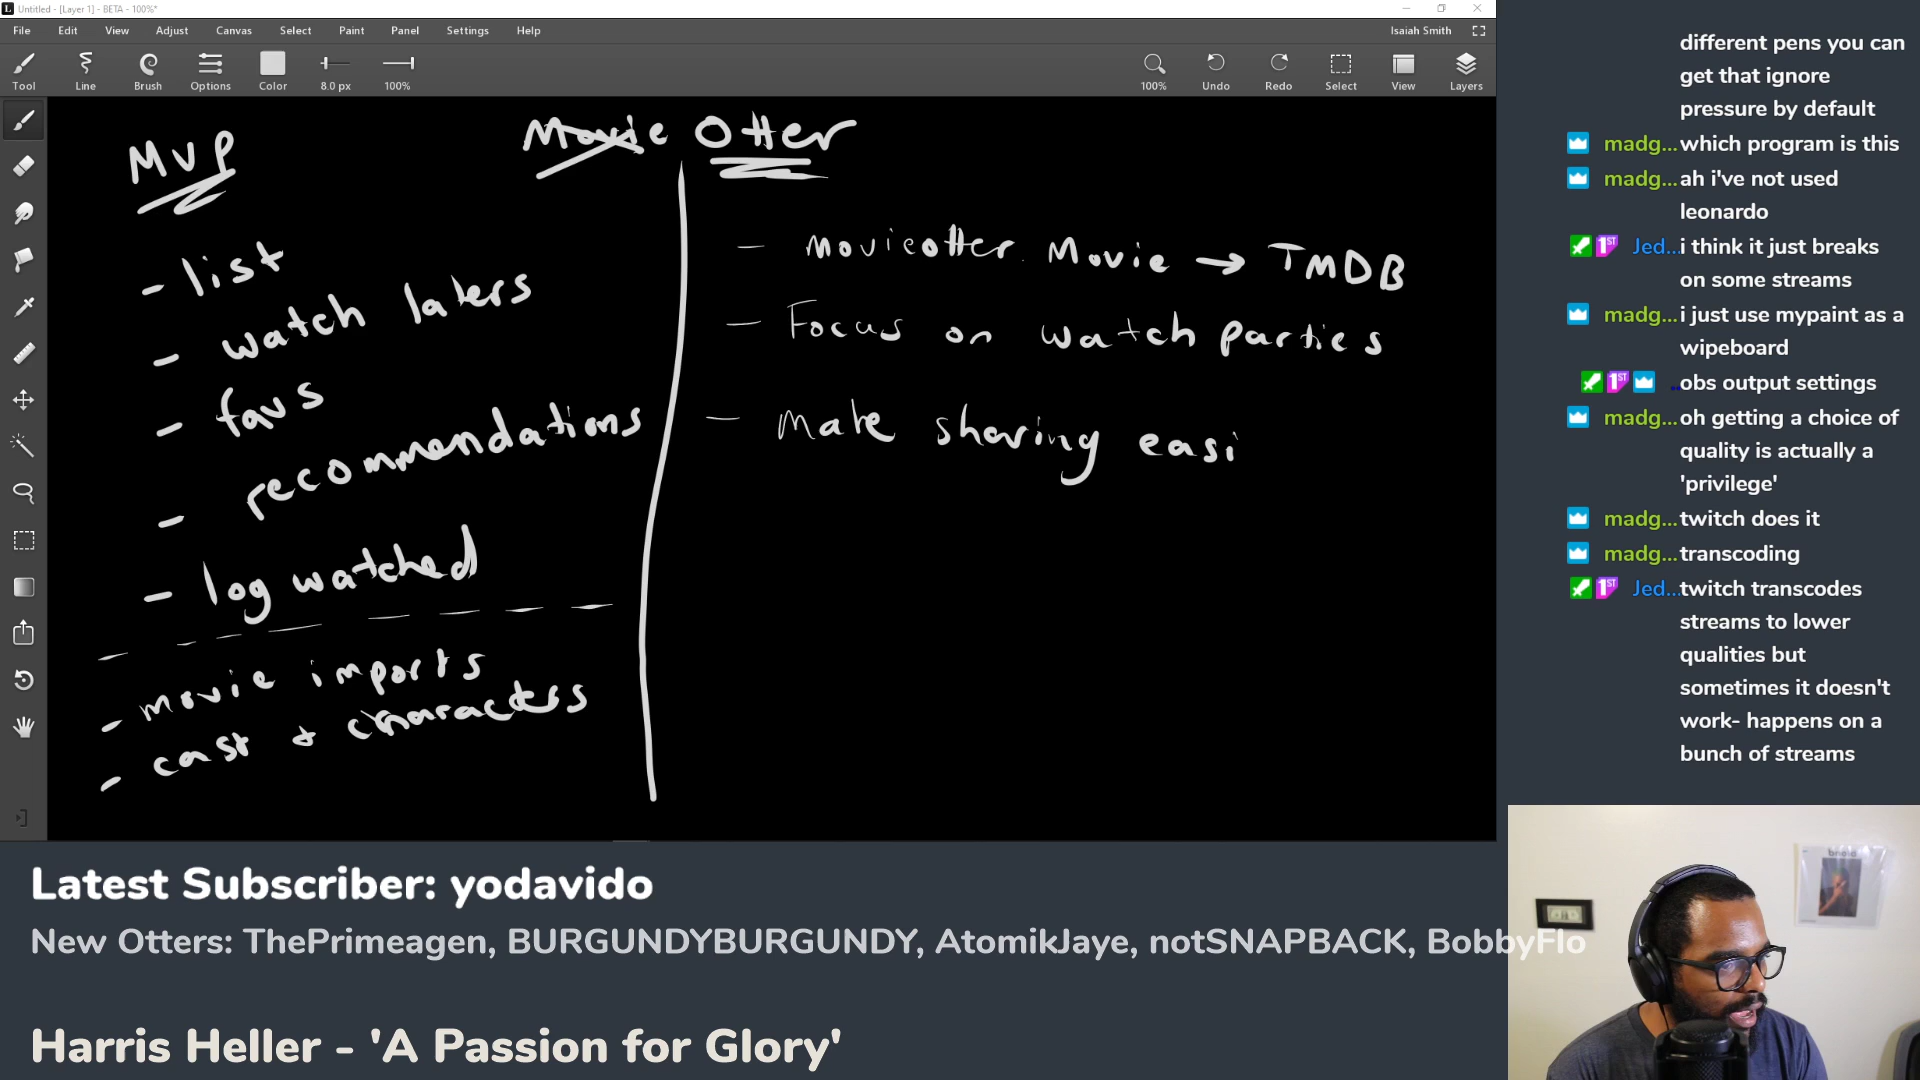 Untitled - [Layer 1] - BETA - 100%*
File Edit View Adjust Canvas Select Paint Panel Settings Help
Isaiah Smith
Tool Line Brush Options Color 8.0 px 100%
100% Undo Redo Select View Layers
MVP
- list
- watch laters
- favs
- recommendations
- log watched
- movie imports
- cast & characters
Movie Otter
- Movieotter. Movie → TMDB
- Focus on watch parties
- Make sharing easi
different pens you can
get that ignore
pressure by default
madg... which program is this
madg... ah i've not used
leonardo
Jed... i think it just breaks
on some streams
madg... i just use mypaint as a
wipeboard
.. obs output settings
madg... oh getting a choice of
quality is actually a
'privilege'
madg... twitch does it
madg... transcoding
Jed... twitch transcodes
streams to lower
qualities but
sometimes it doesn't
work- happens on a
bunch of streams
Latest Subscriber: yodavido
New Otters: ThePrimeagen, BURGUNDYBURGUNDY, AtomikJaye, notSNAPBACK, BobbyFlo
Harris Heller - 'A Passion for Glory'